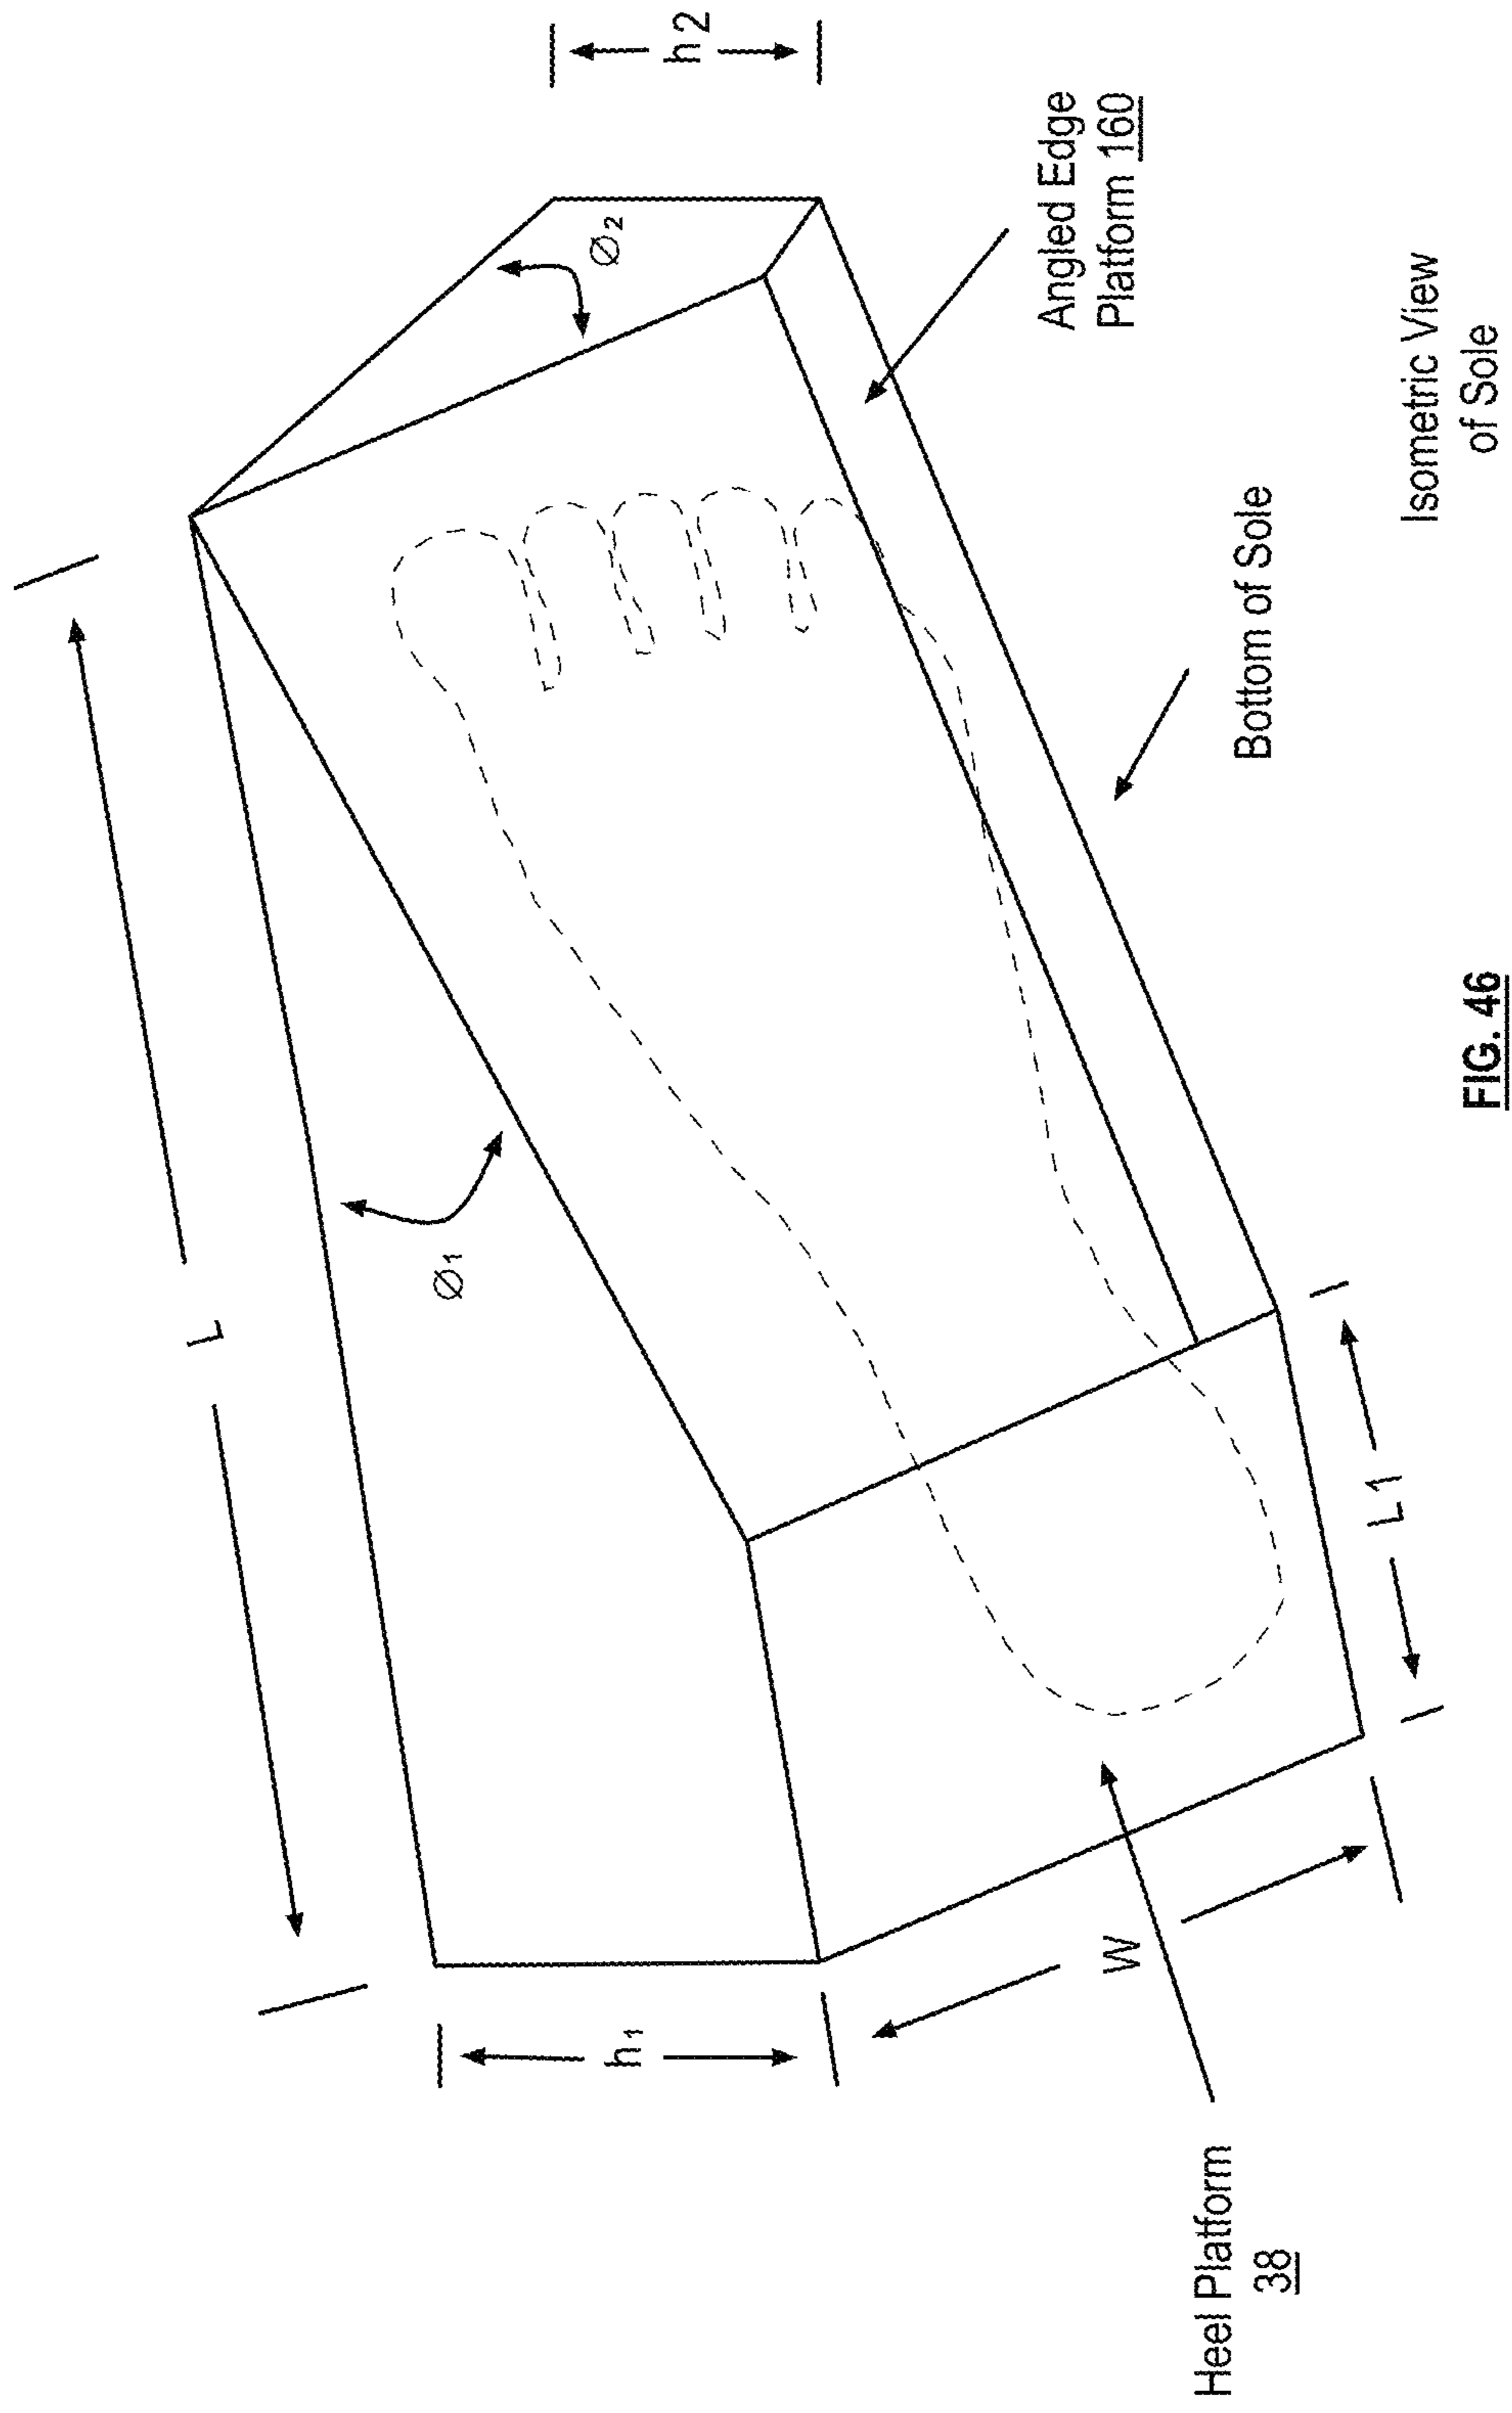 L
Ø1
Ø2
h2
h1
W
L1
Heel Platform
38
Angled Edge
Platform 160
Bottom of Sole
Isometric View
of Sole
FIG. 46